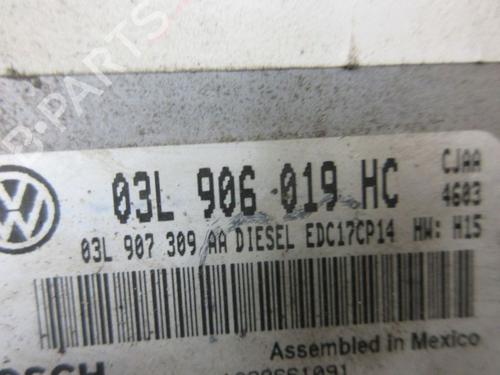 B-PARTS
03L 906 019 HC CJAA
4603
03L 907 309 AA DIESEL EDC17CP14 HW: H15
Assembled in Mexico